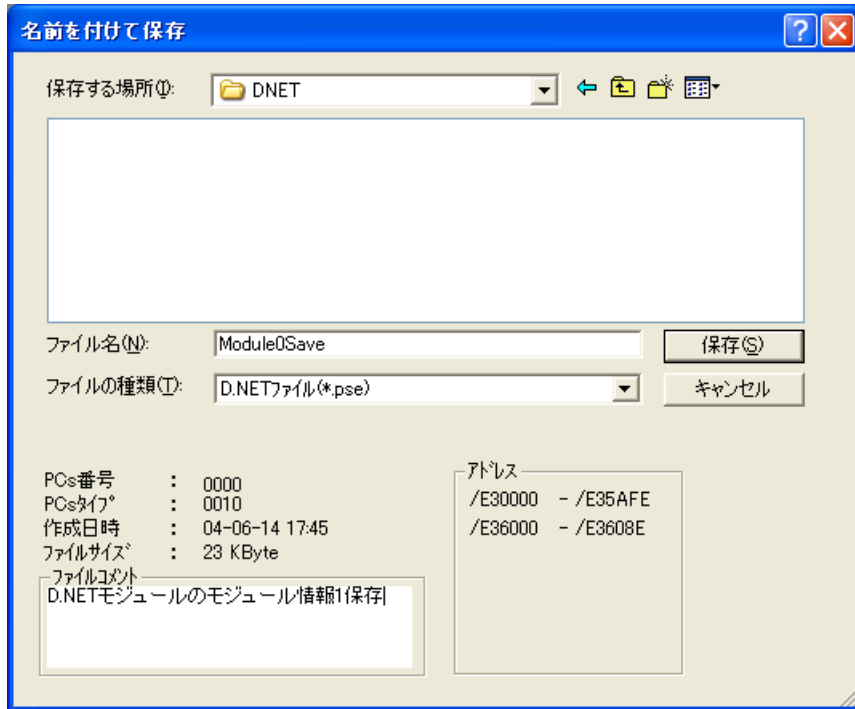 名前を付けて保存
保存する場所(I):
DNET
ファイル名(N):
Module0Save
保存(S)
ファイルの種類(T):
D.NETファイル(*.pse)
キャンセル
PCs番号 : 0000
PCsタイプ : 0010
作成日時 : 04-06-14 17:45
ファイルサイズ : 23 KByte
アドレス
/E30000 - /E35AFE
/E36000 - /E3608E
ファイルコメント
D.NETモジュールのモジュール情報1保存